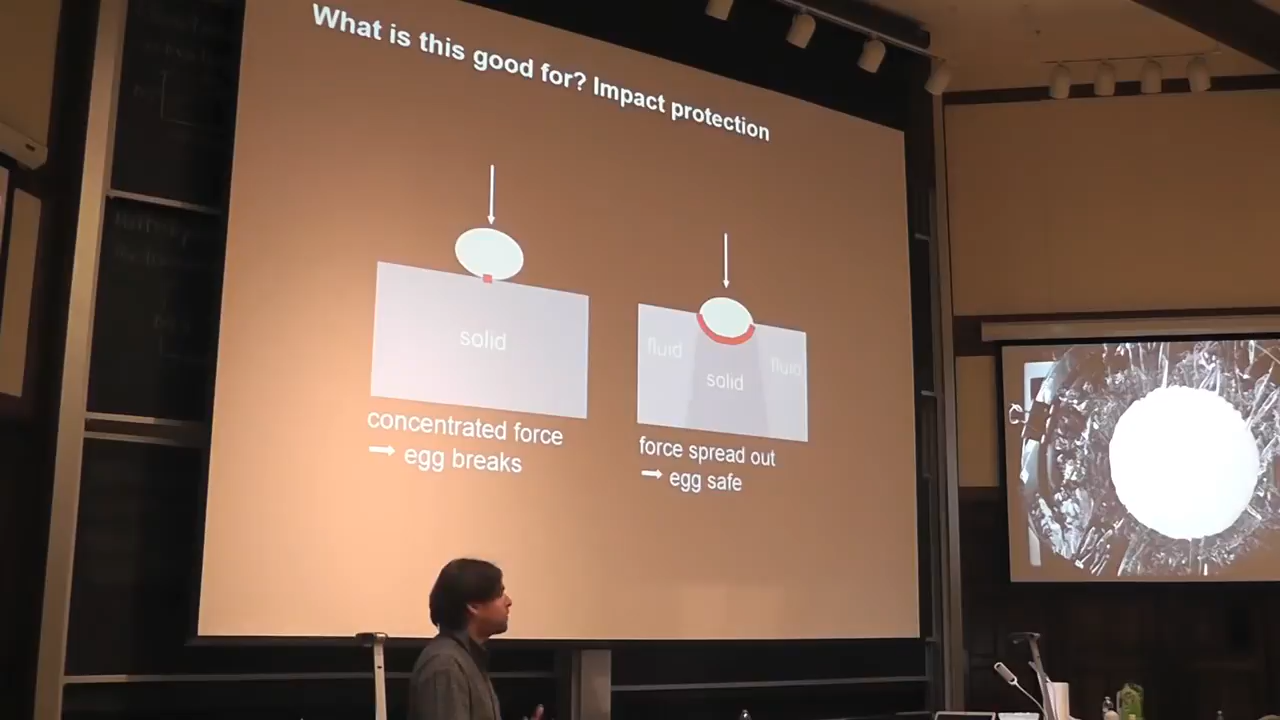 What is this good for? Impact protection
solid
concentrated force
→ egg breaks
fluid
solid
fluid
force spread out
→ egg safe